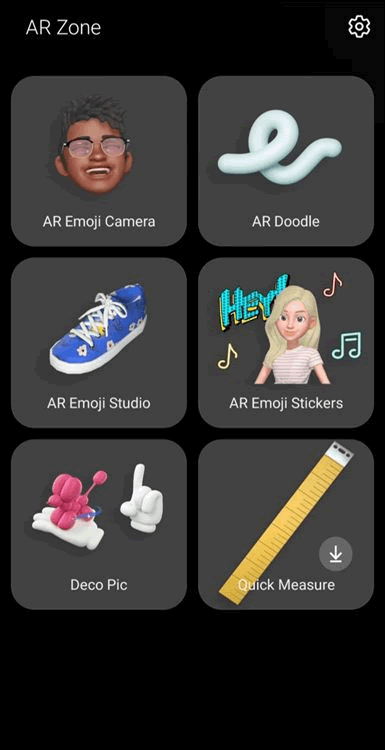 AR Zone
AR Emoji Camera
AR Doodle
AR Emoji Studio
Hey!
AR Emoji Stickers
Deco Pic
Quick Measure